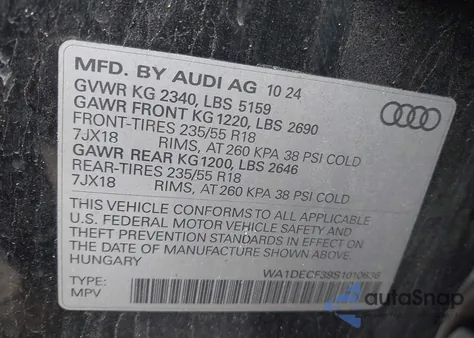 MFD. BY AUDI AG 10 24
GVWR KG 2340, LBS 5159
GAWR FRONT KG 1220, LBS 2690
FRONT-TIRES 235/55 R18
7JX18 RIMS, AT 260 KPA 38 PSI COLD
GAWR REAR KG1200, LBS 2646
REAR-TIRES 235/55 R18
7JX18 RIMS, AT 260 KPA 38 PSI COLD
THIS VEHICLE CONFORMS TO ALL APPLICABLE
U.S. FEDERAL MOTOR VEHICLE SAFETY AND
THEFT PREVENTION STANDARDS IN EFFECT ON
THE DATE OF MANUFACTURE SHOWN ABOVE.
HUNGARY
WA1DECF39S1010636
TYPE:
MPV
autoSnap